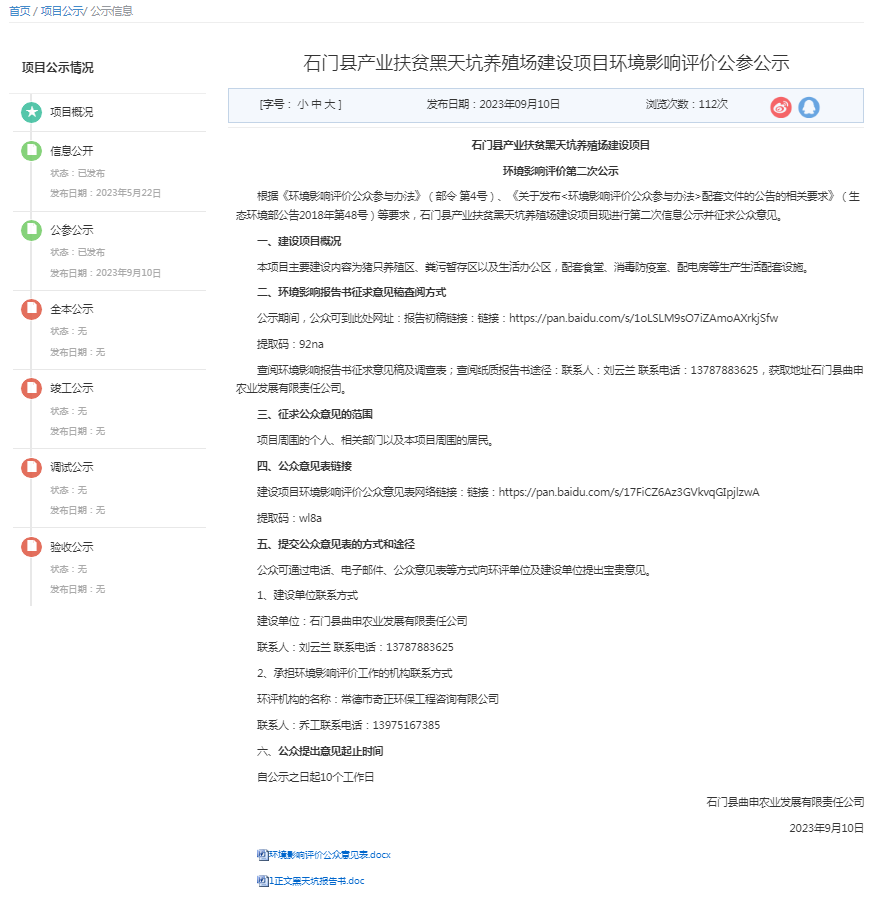 首页 / 项目公示/ 公示信息
项目公示情况
项目概况
信息公开
状态：已发布
发布日期：2023年5月22日
公参公示
状态：已发布
发布日期：2023年9月10日
全本公示
状态：无
发布日期：无
竣工公示
状态：无
发布日期：无
调试公示
状态：无
发布日期：无
验收公示
状态：无
发布日期：无
石门县产业扶贫黑天坑养殖场建设项目环境影响评价公参公示
[字号： 小 中 大 ] 发布日期：2023年09月10日 浏览次数：112次
石门县产业扶贫黑天坑养殖场建设项目
环境影响评价第二次公示
根据《环境影响评价公众参与办法》（部令 第4号）、《关于发布<环境影响评价公众参与办法>配套文件的公告的相关要求》（生
态环境部公告2018年第48号）等要求，石门县产业扶贫黑天坑养殖场建设项目现进行第二次信息公示并征求公众意见。
一、建设项目概况
本项目主要建设内容为猪只养殖区、粪污暂存区以及生活办公区，配套食堂、消毒防疫室、配电房等生产生活配套设施。
二、环境影响报告书征求意见稿查阅方式
公示期间，公众可到此处网址：报告初稿链接：链接：https://pan.baidu.com/s/1oLSLM9sO7iZAmoAXrkjSfw
提取码：92na
查阅环境影响报告书征求意见稿及调查表；查阅纸质报告书途径：联系人：刘云兰 联系电话：13787883625，获取地址石门县曲申
农业发展有限责任公司。
三、征求公众意见的范围
项目周围的个人、相关部门以及本项目周围的居民。
四、公众意见表链接
建设项目环境影响评价公众意见表网络链接：链接：https://pan.baidu.com/s/17FiCZ6Az3GVkvqGIpjlzwA
提取码：wl8a
五、提交公众意见表的方式和途径
公众可通过电话、电子邮件、公众意见表等方式向环评单位及建设单位提出宝贵意见。
1、建设单位联系方式
建设单位：石门县曲申农业发展有限责任公司
联系人：刘云兰 联系电话：13787883625
2、承担环境影响评价工作的机构联系方式
环评机构的名称：常德市奇正环保工程咨询有限公司
联系人：乔工联系电话：13975167385
六、公众提出意见起止时间
自公示之日起10个工作日
石门县曲申农业发展有限责任公司
2023年9月10日
环境影响评价公众意见表.docx
1正文黑天坑报告书.doc